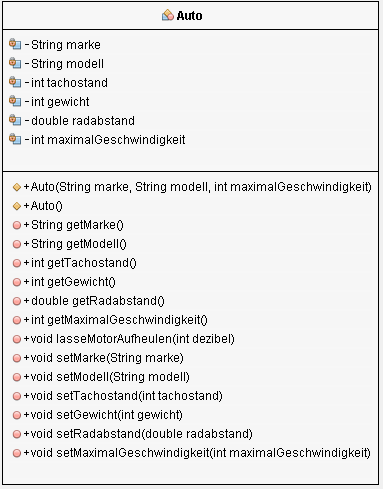 Auto
- String marke
- String modell
- int tachostand
- int gewicht
- double radabstand
- int maximalGeschwindigkeit
+ Auto(String marke, String modell, int maximalGeschwindigkeit)
+ Auto()
+ String getMarke()
+ String getModell()
+ int getTachostand()
+ int getGewicht()
+ double getRadabstand()
+ int getMaximalGeschwindigkeit()
+ void lasseMotorAufheulen(int dezibel)
+ void setMarke(String marke)
+ void setModell(String modell)
+ void setTachostand(int tachostand)
+ void setGewicht(int gewicht)
+ void setRadabstand(double radabstand)
+ void setMaximalGeschwindigkeit(int maximalGeschwindigkeit)